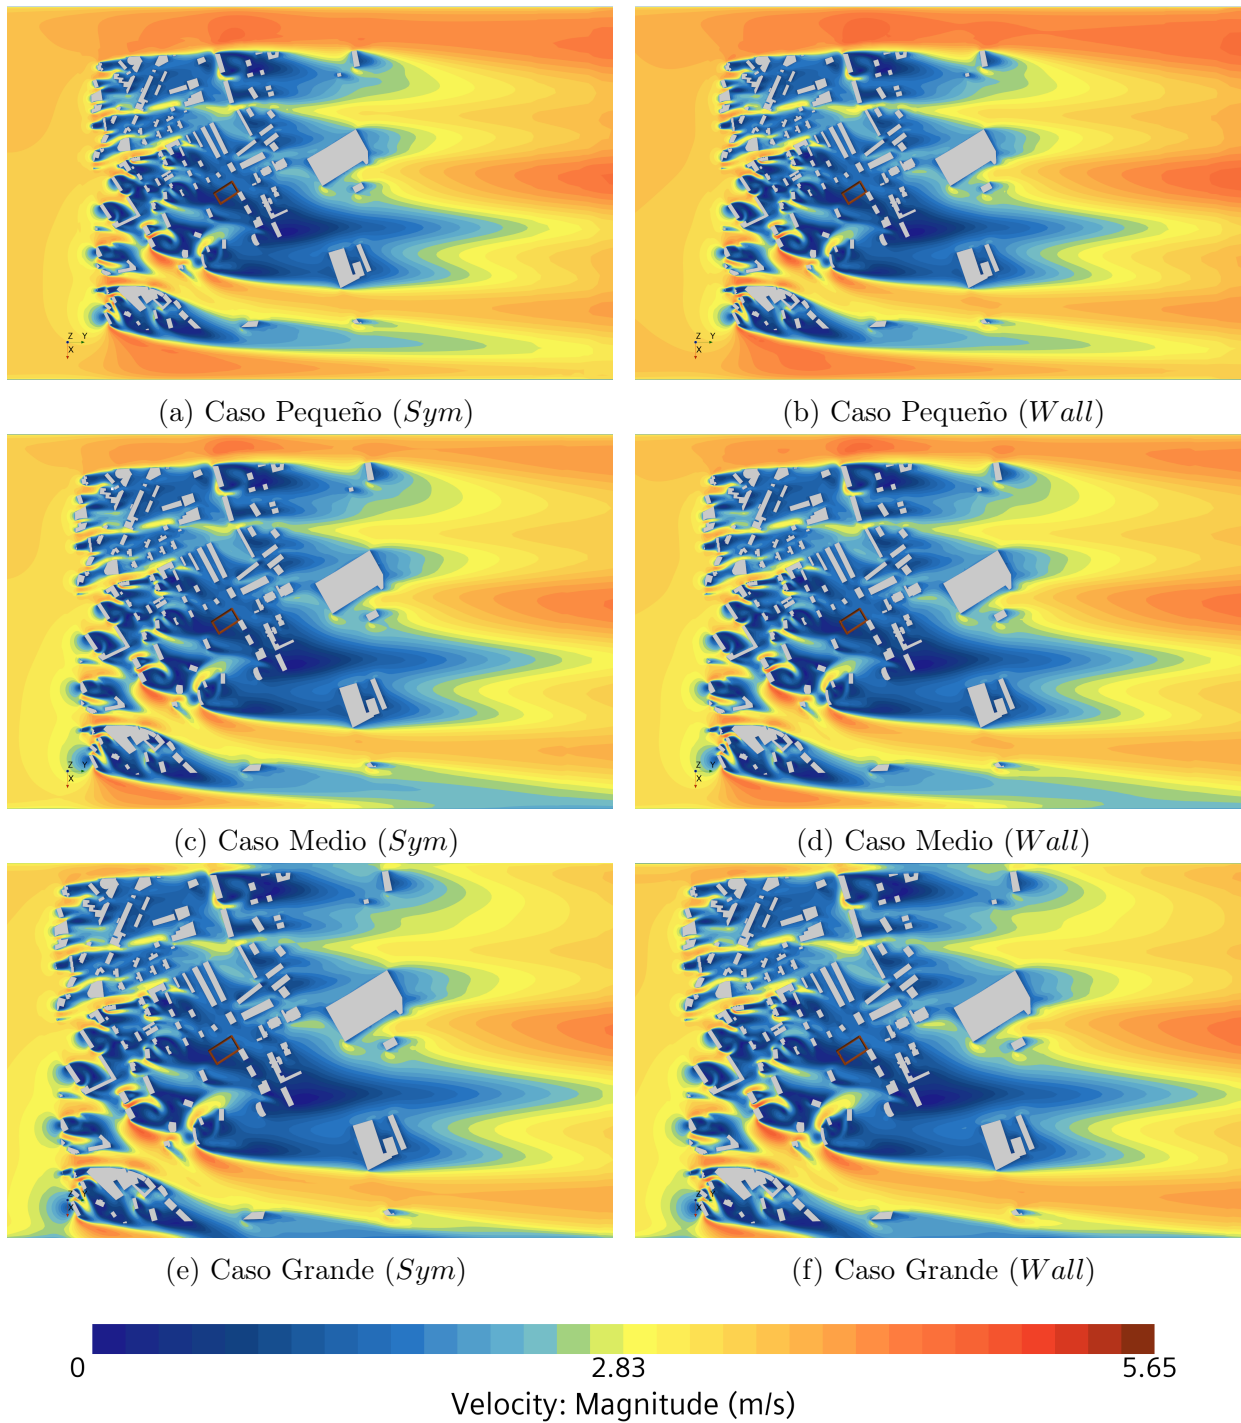 Z Y
X
Z Y
X
(a) Caso Pequeño (Sym)
(b) Caso Pequeño (Wall)
Z Y
X
Z Y
X
(c) Caso Medio (Sym)
(d) Caso Medio (Wall)
(e) Caso Grande (Sym)
(f) Caso Grande (Wall)
0 2.83 5.65
Velocity: Magnitude (m/s)